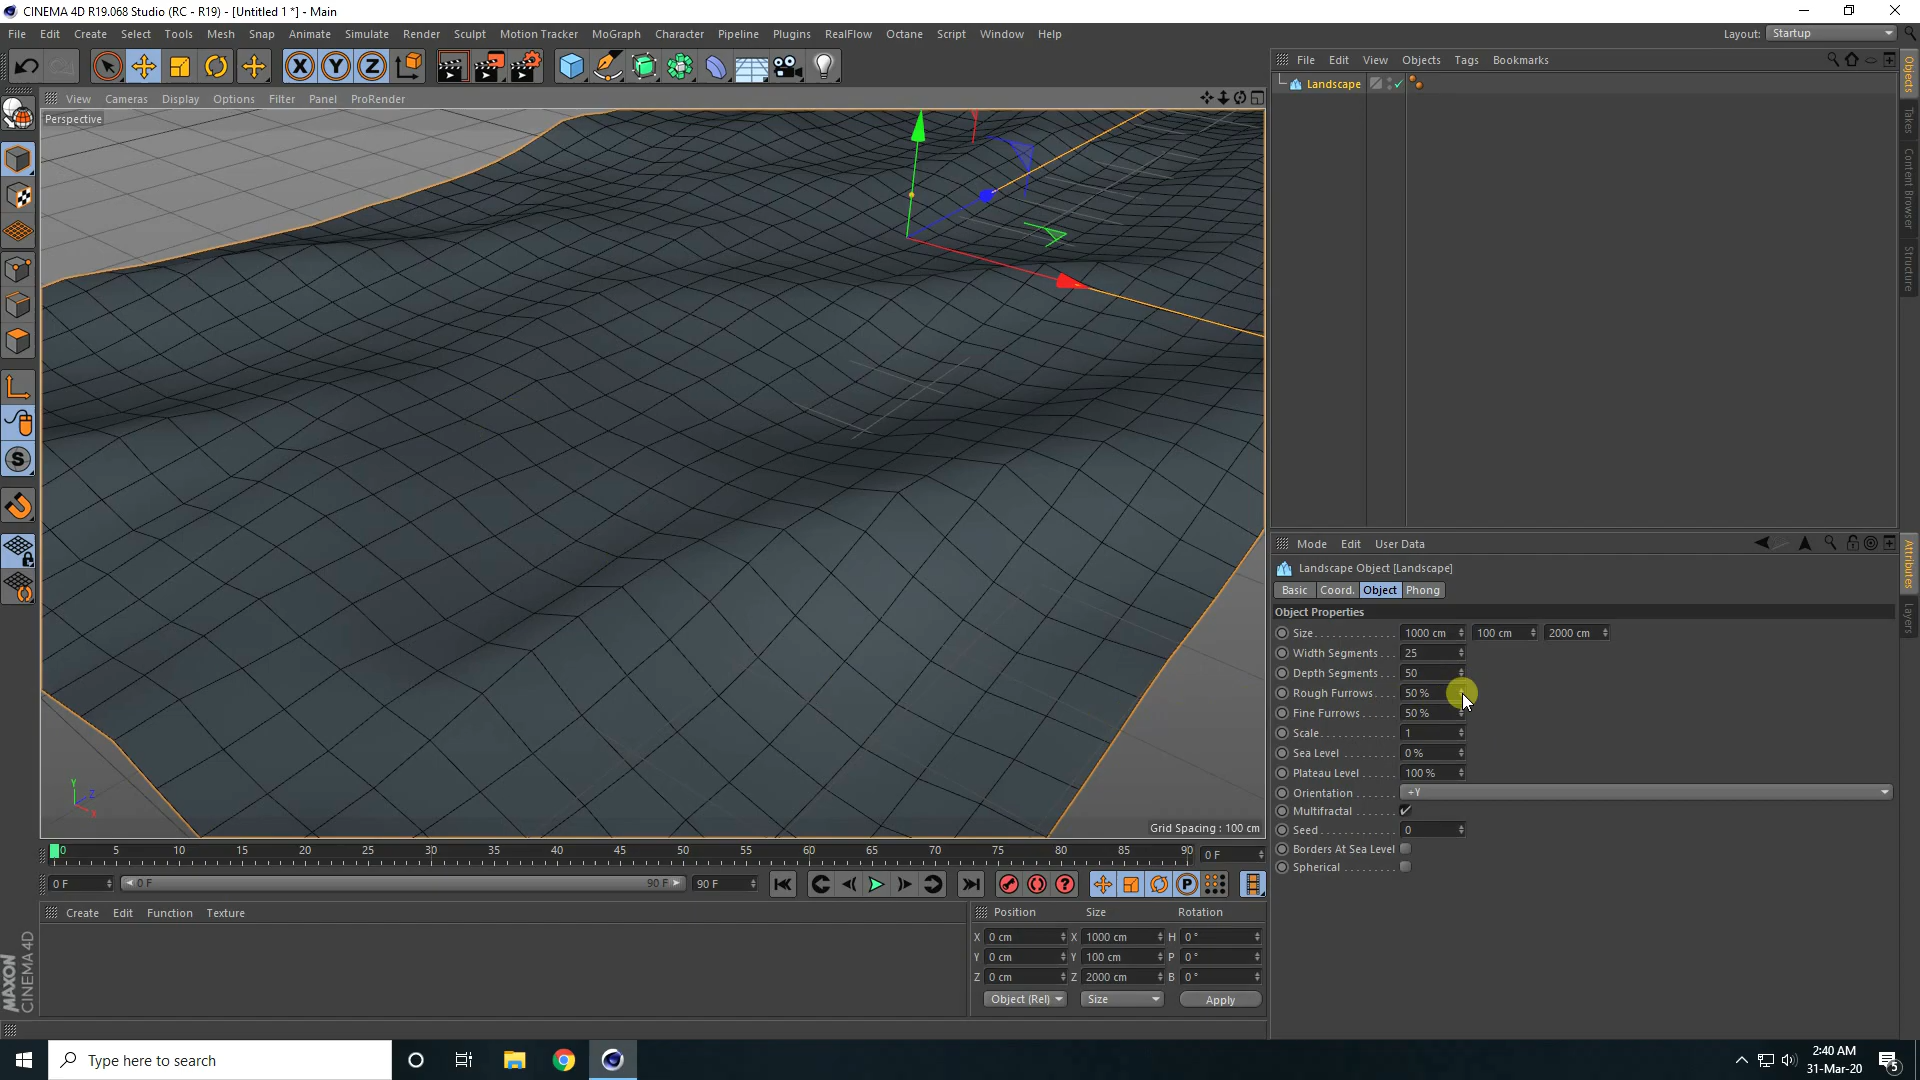 CINEMA 4D R19.068 Studio (RC - R19) - [Untitled 1 *] - Main
File Edit Create Select Tools Mesh Snap Animate Simulate Render Sculpt Motion Tracker MoGraph Character Pipeline Plugins RealFlow Octane Script Window Help Layout: Startup
File Edit View Objects Tags Bookmarks
Landscape
View Cameras Display Options Filter Panel ProRender
Perspective
X Y Z
Grid Spacing : 100 cm
Objects
Takes
Content Browser
Structure
Mode Edit User Data
Landscape Object [Landscape]
Basic Coord. Object Phong
Object Properties
Size 1000 cm 100 cm 2000 cm
Width Segments 25
Depth Segments 50
Rough Furrows 50 %
Fine Furrows 50 %
Scale 1
Sea Level 0 %
Plateau Level 100 %
Orientation +Y
Multifractal
Seed 0
Borders At Sea Level
Spherical
Attributes
Layers
0 5 10 15 20 25 30 35 40 45 50 55 60 65 70 75 80 85 90 0 F
0 F 0 F 90 F 90 F
Create Edit Function Texture
Position Size Rotation
X 0 cm X 1000 cm H 0 °
Y 0 cm Y 100 cm P 0 °
Z 0 cm Z 2000 cm B 0 °
Object (Rel) Size Apply
MAXON
CINEMA 4D
Type here to search
2:40 AM
31-Mar-20
5